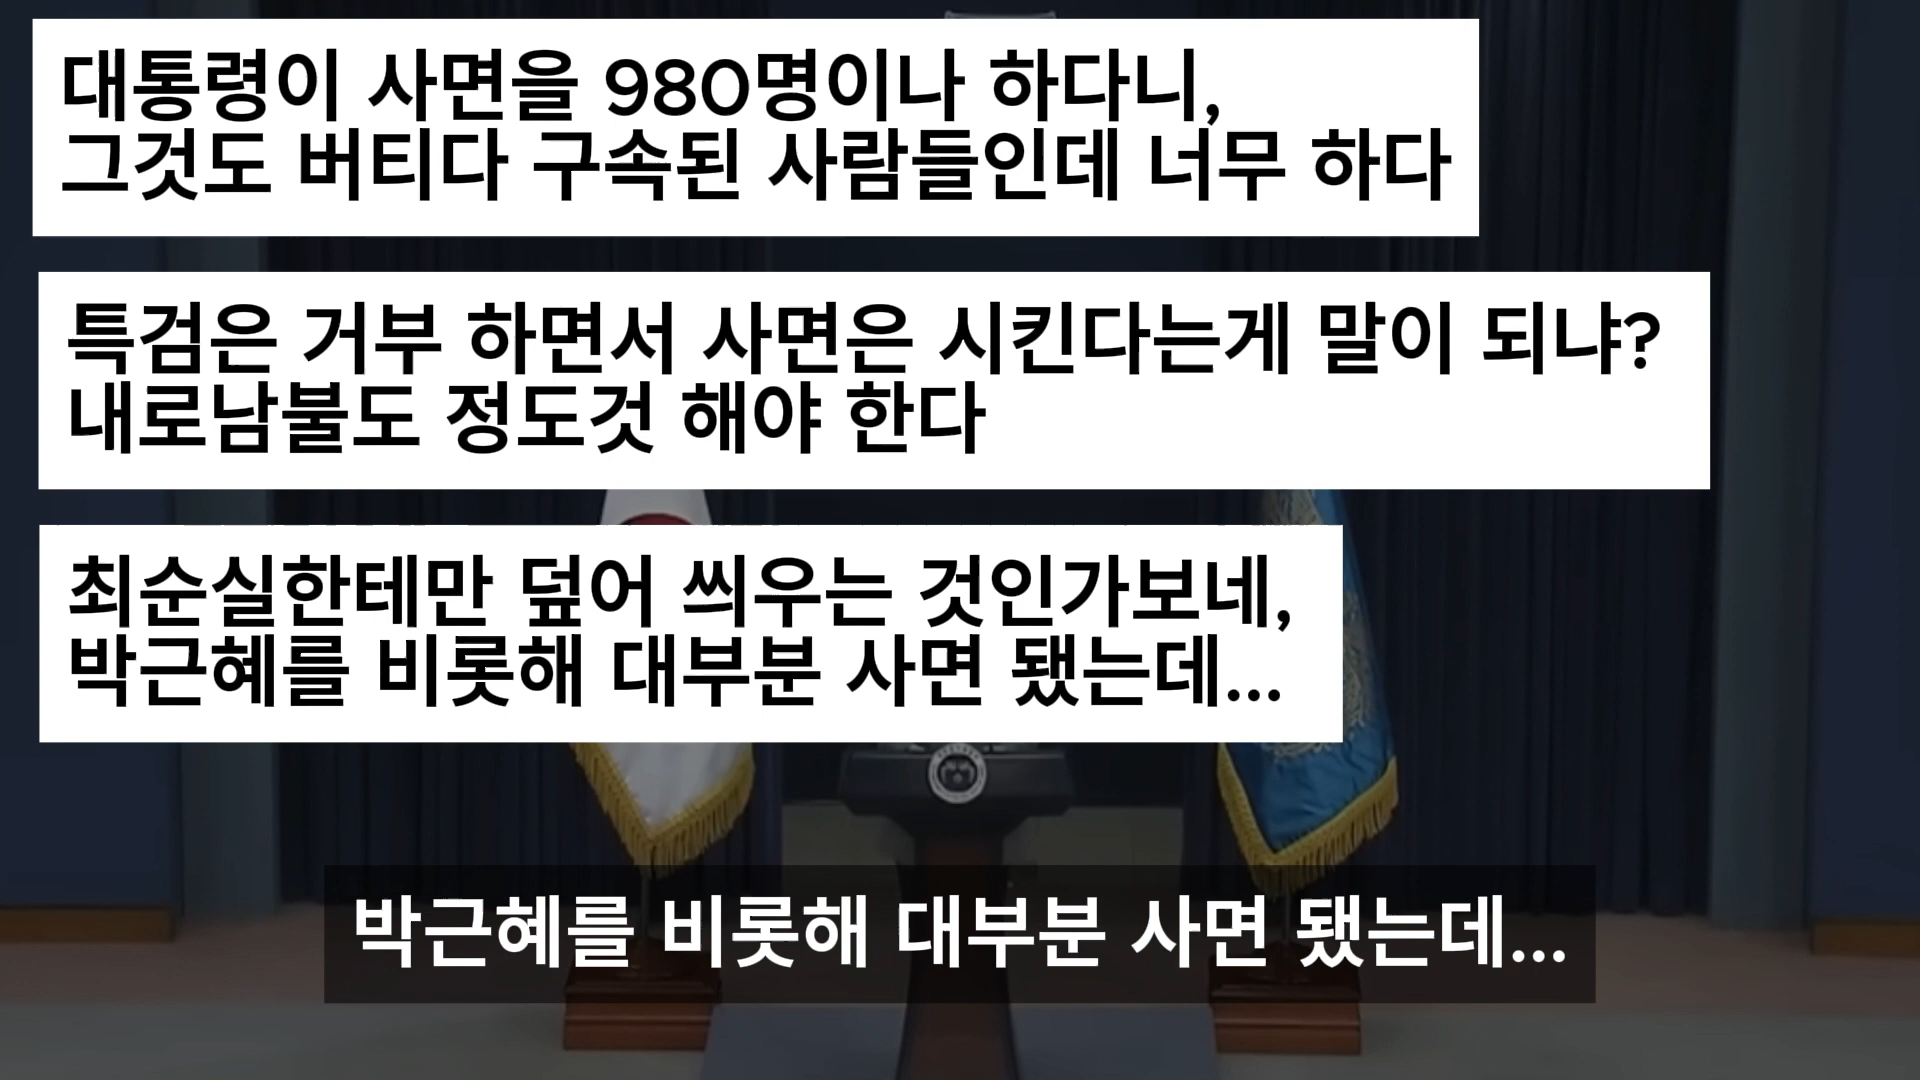 대통령이 사면을 980명이나 하다니,
그것도 버티다 구속된 사람들인데 너무 하다
특검은 거부 하면서 사면은 시킨다는게 말이 되냐?
내로남불도 정도것 해야 한다
최순실한테만 덮어 씌우는 것인가보네,
박근혜를 비롯해 대부분 사면 됐는데...
박근혜를 비롯해 대부분 사면 됐는데...